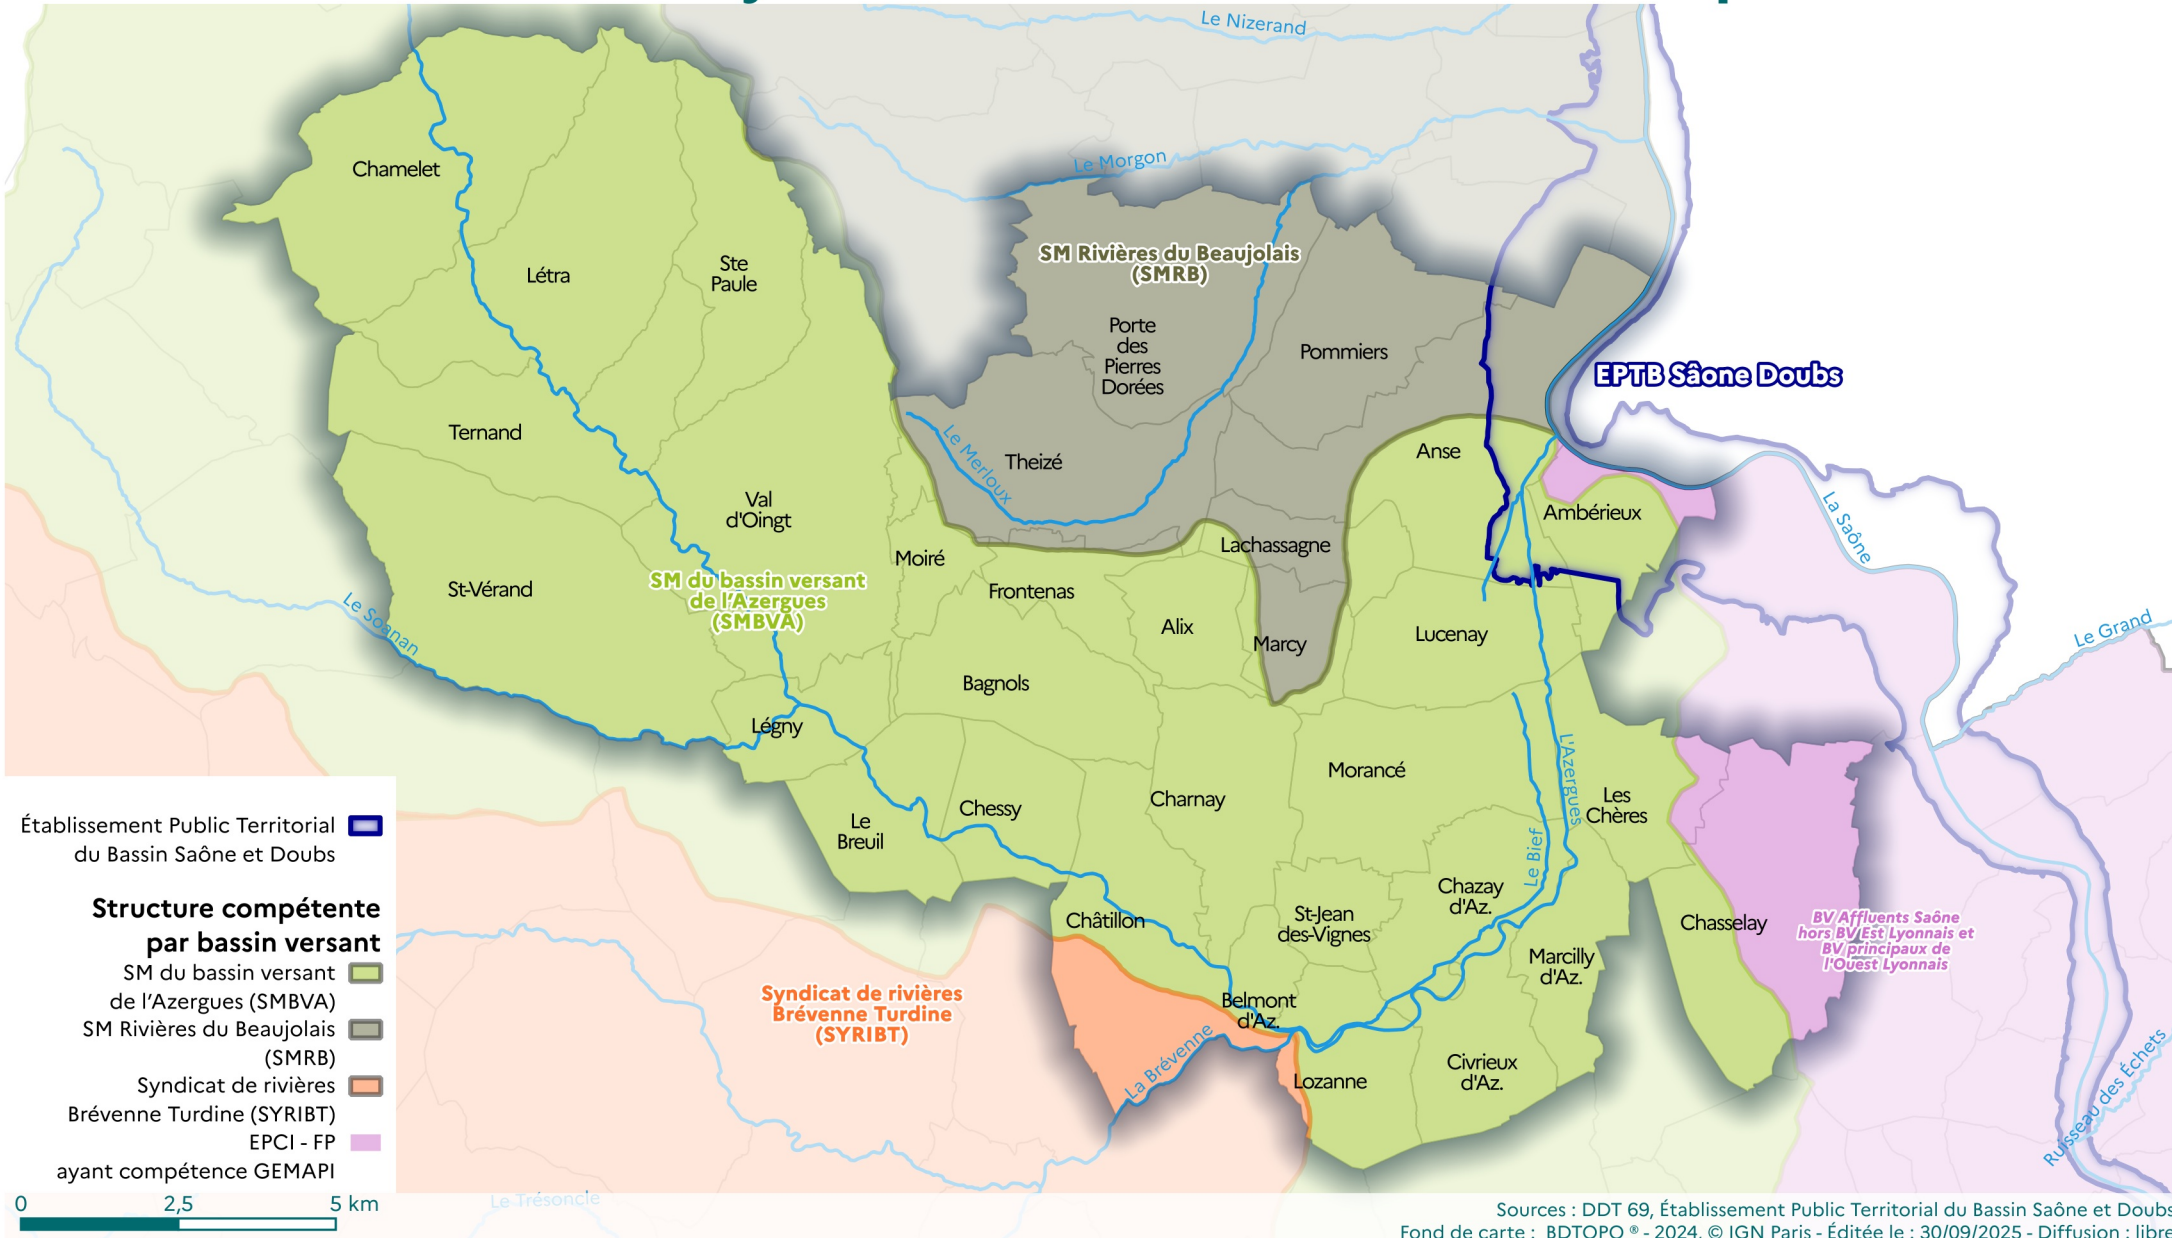 Le Nizerand
Le Morgon
Chamelet
Létra
Ste
Paule
SM Rivières du Beaujolais
(SMRB)
Porte
des
Pierres
Dorées
Pommiers
EPTB Sâone Doubs
Ternand
Le Merloux
Theizé
Anse
Val
d'Oingt
Ambérieux
La Saône
Moiré
Lachassagne
St-Vérand
SM du bassin versant
de l'Azergues
(SMBVA)
Frontenas
Le Soanan
Alix
Marcy
Lucenay
Le Grand
Bagnols
Légny
Morancé
L'Azergues
Les
Chères
Charnay
Chessy
Le
Breuil
Le Bief
Chazay
d'Az.
St-Jean
des-Vignes
Châtillon
Chasselay
BV Affluents Saône
hors BV Est Lyonnais et
BV principaux de
l'Ouest Lyonnais
Marcilly
d'Az.
Syndicat de rivières
Brévenne Turdine
(SYRIBT)
Belmont
d'Az.
La Brévenne
Lozanne
Civrieux
d'Az.
Ruisseau des Échets
Le Trésoncle
Établissement Public Territorial
du Bassin Saône et Doubs
Structure compétente
par bassin versant
SM du bassin versant
de l'Azergues (SMBVA)
SM Rivières du Beaujolais
(SMRB)
Syndicat de rivières
Brévenne Turdine (SYRIBT)
EPCI - FP
ayant compétence GEMAPI
0 2,5 5 km
Sources : DDT 69, Établissement Public Territorial du Bassin Saône et Doubs
Fond de carte : BDTOPO ® - 2024, © IGN Paris - Éditée le : 30/09/2025 - Diffusion : libre